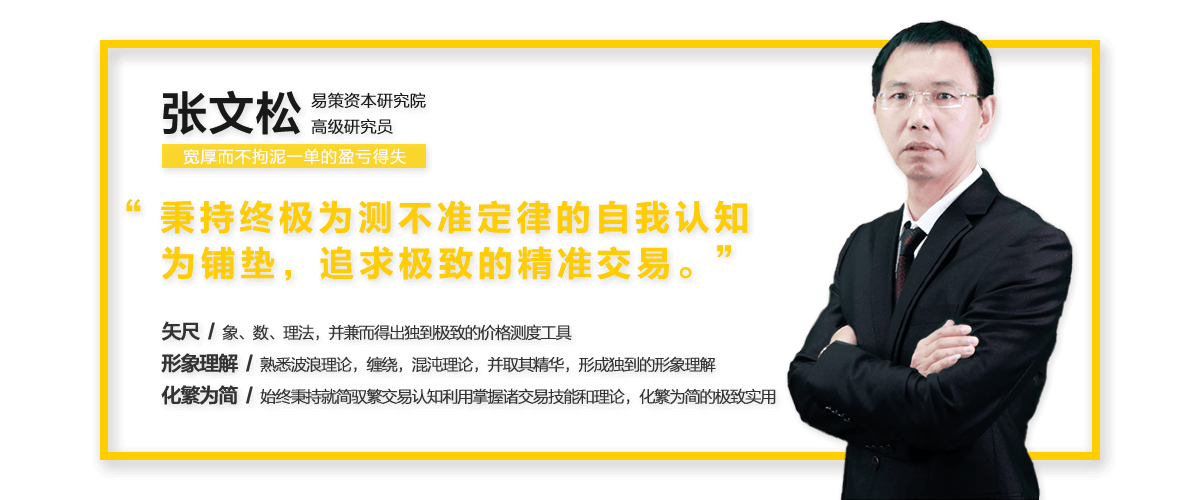 张文松
易策资本研究院
高级研究员
宽厚而不拘泥一单的盈亏得失
“秉持终极为测不准定律的自我认知
为铺垫，追求极致的精准交易。”
矢尺 / 象、数、理法，并兼而得出独到极致的价格测度工具
形象理解 / 熟悉波浪理论，缠绕，混沌理论，并取其精华，形成独到的形象理解
化繁为简 / 始终秉持就简驭繁交易认知利用掌握诸交易技能和理论，化繁为简的极致实用